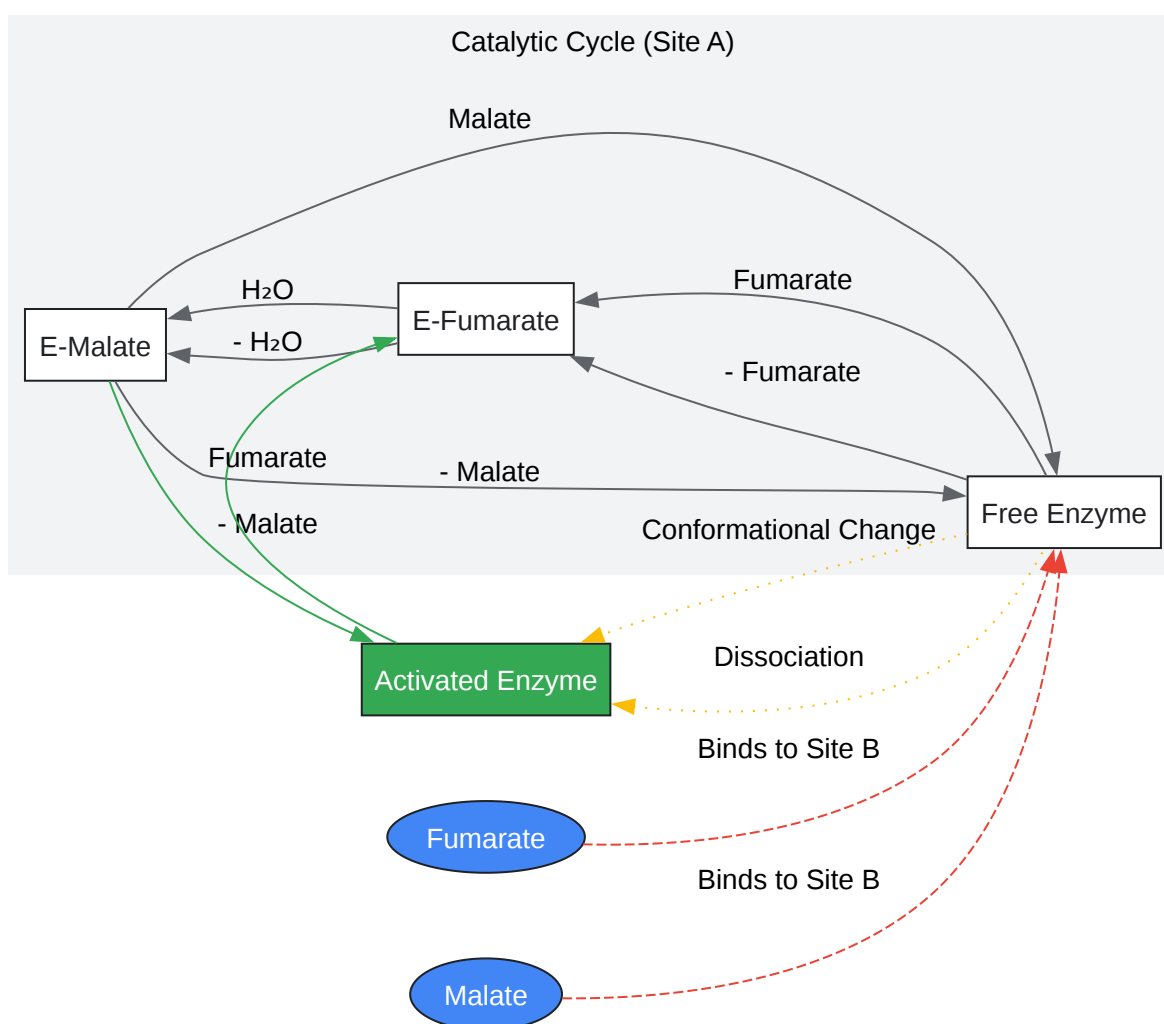 Catalytic Cycle (Site A)
Malate
Fumarate
H₂O
E-Fumarate
- H₂O
E-Malate
- Fumarate
Fumarate
- Malate
Free Enzyme
- Malate
Conformational Change
Dissociation
Activated Enzyme
Binds to Site B
Fumarate
Binds to Site B
Malate